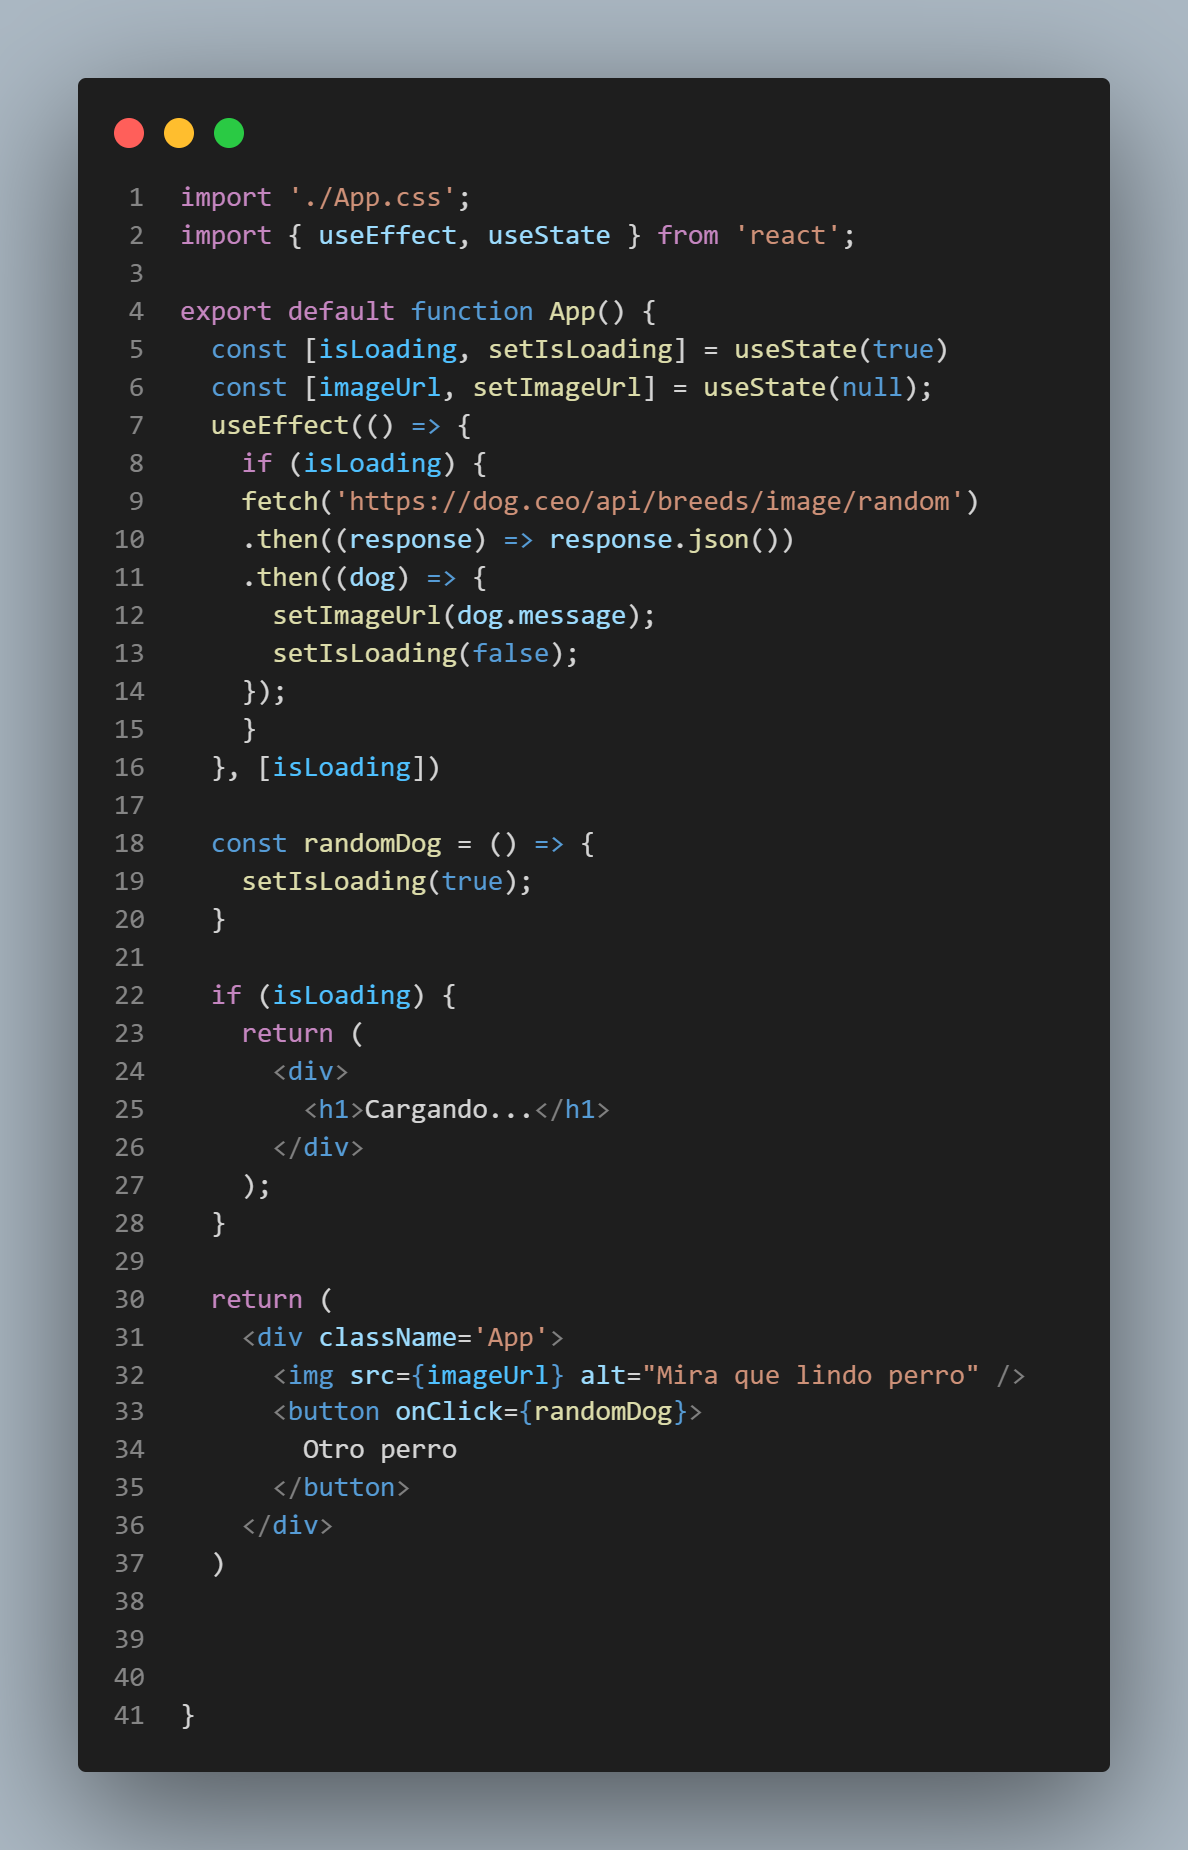 1 import './App.css';
2 import { useEffect, useState } from 'react';
3
4 export default function App() {
5   const [isLoading, setIsLoading] = useState(true)
6   const [imageUrl, setImageUrl] = useState(null);
7   useEffect(() => {
8     if (isLoading) {
9     fetch('https://dog.ceo/api/breeds/image/random')
10     .then((response) => response.json())
11     .then((dog) => {
12       setImageUrl(dog.message);
13       setIsLoading(false);
14     });
15     }
16   }, [isLoading])
17
18   const randomDog = () => {
19     setIsLoading(true);
20   }
21
22   if (isLoading) {
23     return (
24       <div>
25         <h1>Cargando...</h1>
26       </div>
27     );
28   }
29
30   return (
31     <div className='App'>
32       <img src={imageUrl} alt="Mira que lindo perro" />
33       <button onClick={randomDog}>
34         Otro perro
35       </button>
36     </div>
37   )
38
39
40
41 }